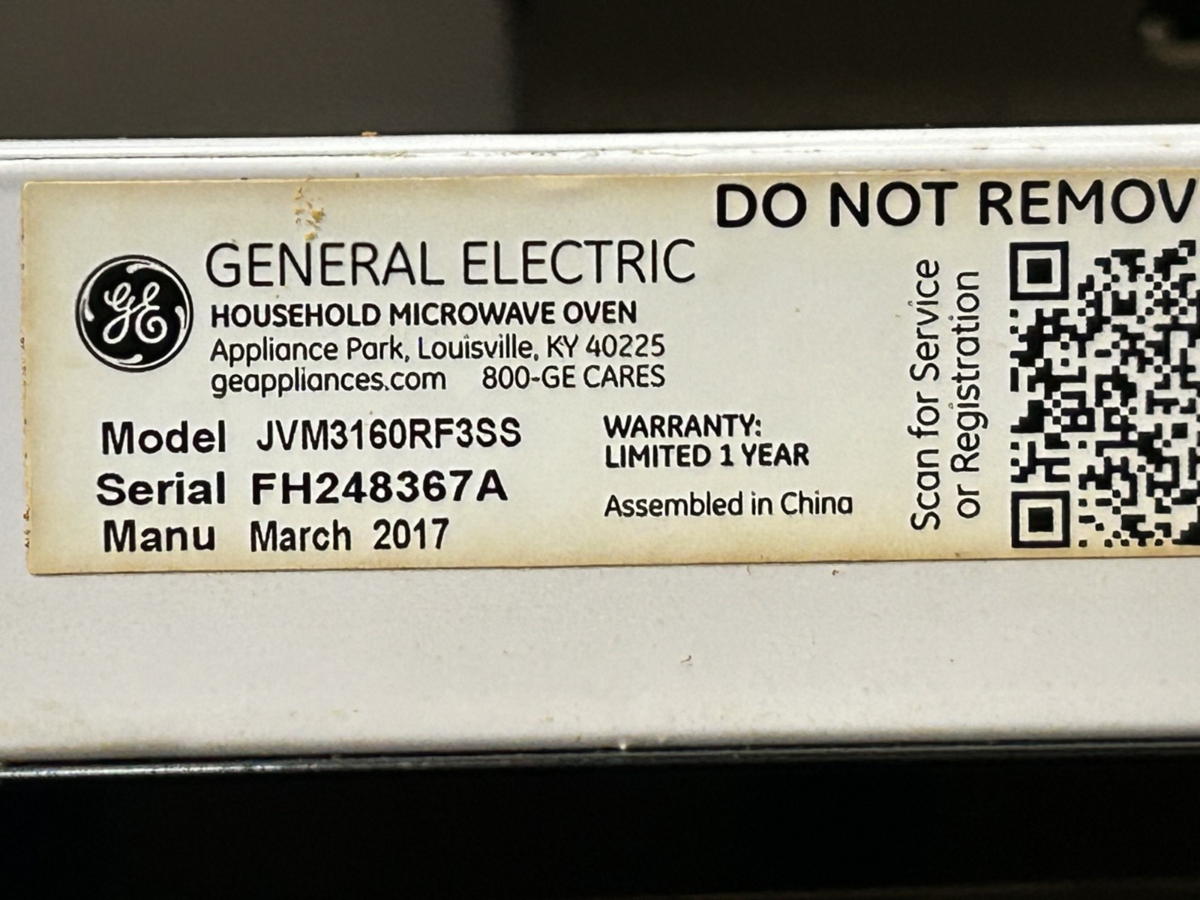 DO NOT REMOV
GE
GENERAL ELECTRIC
HOUSEHOLD MICROWAVE OVEN
Appliance Park, Louisville, KY 40225
geappliances.com 800-GE CARES
Model JVM3160RF3SS
Serial FH248367A
Manu March 2017
WARRANTY:
LIMITED 1 YEAR
Assembled in China
Scan for Service
or Registration